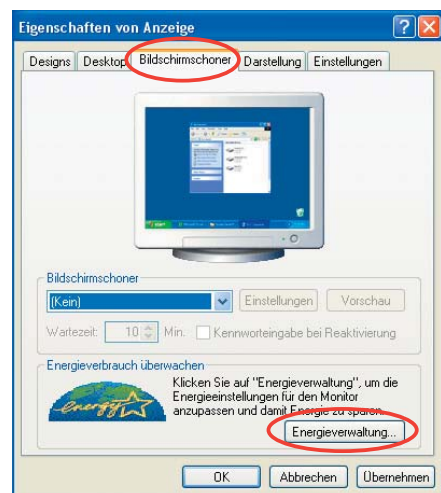 Eigenschaften von Anzeige
Designs Desktop Bildschirmschoner Darstellung Einstellungen
Bildschirmschoner
(Kein) Einstellungen Vorschau
Wartezeit: 10 Min. Kennworteingabe bei Reaktivierung
Energieverbrauch überwachen
Klicken Sie auf "Energieverwaltung", um die
Energieeinstellungen für den Monitor
anzupassen und damit Energie zu sparen.
energy
Energieverwaltung...
OK Abbrechen Übernehmen